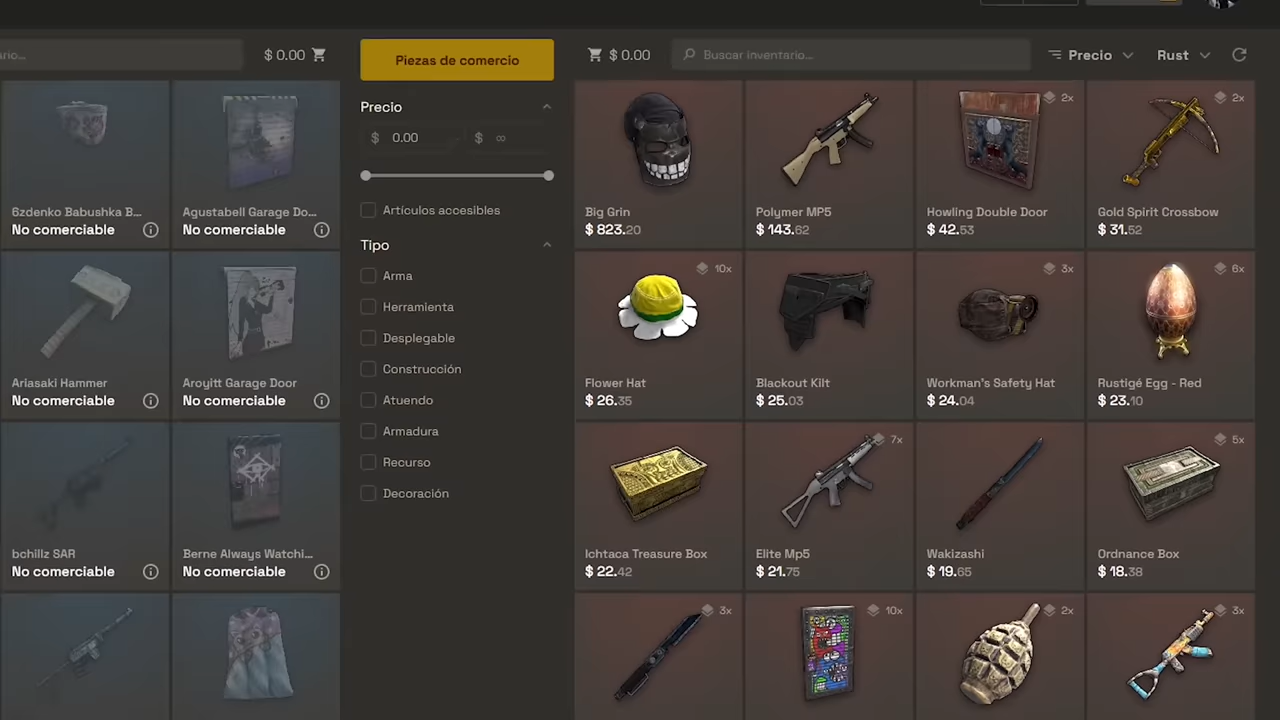 ario...
$ 0.00
Piezas de comercio
$ 0.00
Buscar inventario...
Precio
Rust
6zdenko Babushka B...
No comerciable
Agustabell Garage Do...
No comerciable
Ariasaki Hammer
No comerciable
Aroyitt Garage Door
No comerciable
bchillz SAR
No comerciable
Berne Always Watchi...
No comerciable
Precio
$ 0.00
$ ∞
Artículos accesibles
Tipo
Arma
Herramienta
Desplegable
Construcción
Atuendo
Armadura
Recurso
Decoración
Big Grin
$ 823.20
Polymer MP5
$ 143.62
2x
Howling Double Door
$ 42.53
2x
Gold Spirit Crossbow
$ 31.52
10x
Flower Hat
$ 26.35
Blackout Kilt
$ 25.03
3x
Workman's Safety Hat
$ 24.04
6x
Rustigé Egg - Red
$ 23.10
Ichtaca Treasure Box
$ 22.42
7x
Elite Mp5
$ 21.75
Wakizashi
$ 19.65
5x
Ordnance Box
$ 18.38
3x
10x
2x
3x